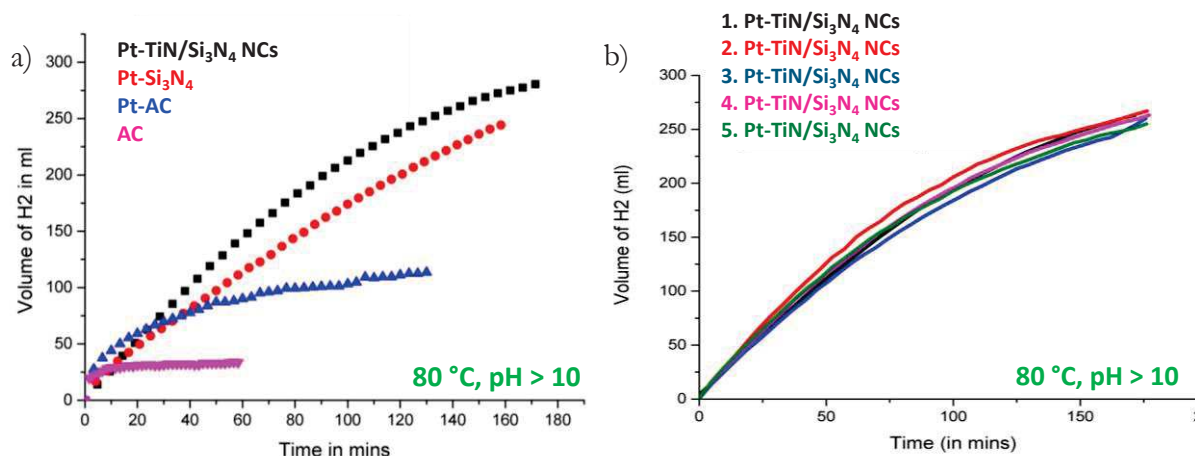 a)
Pt-TiN/Si₃N₄ NCs
Pt-Si₃N₄
Pt-AC
AC
Volume of H2 in ml
300
250
200
150
100
50
0
80 °C, pH > 10
0 20 40 60 80 100 120 140 160 180
Time in mins
b)
1. Pt-TiN/Si₃N₄ NCs
2. Pt-TiN/Si₃N₄ NCs
3. Pt-TiN/Si₃N₄ NCs
4. Pt-TiN/Si₃N₄ NCs
5. Pt-TiN/Si₃N₄ NCs
Volume of H2 (ml)
300
250
200
150
100
50
0
80 °C, pH > 10
0 50 100 150
Time (in mins)